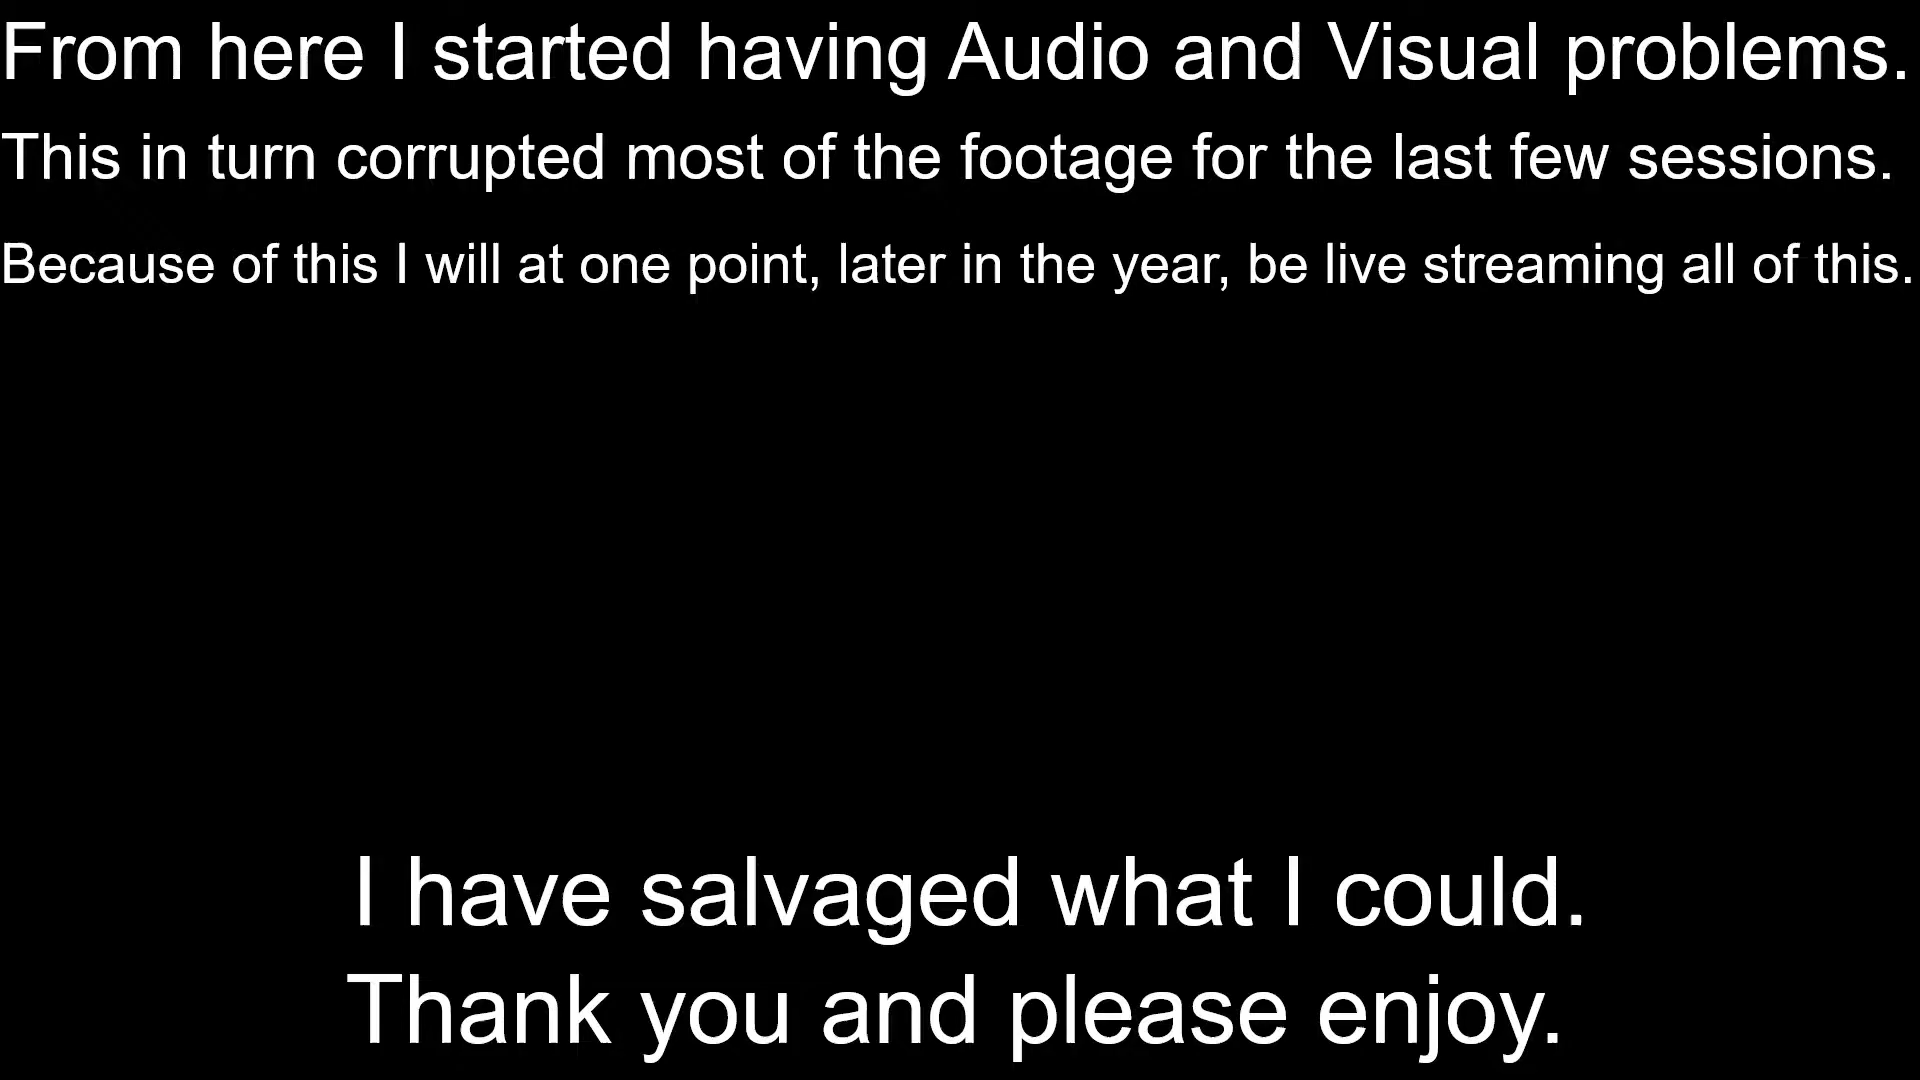 From here I started having Audio and Visual problems.
This in turn corrupted most of the footage for the last few sessions.
Because of this I will at one point, later in the year, be live streaming all of this.
I have salvaged what I could.
Thank you and please enjoy.